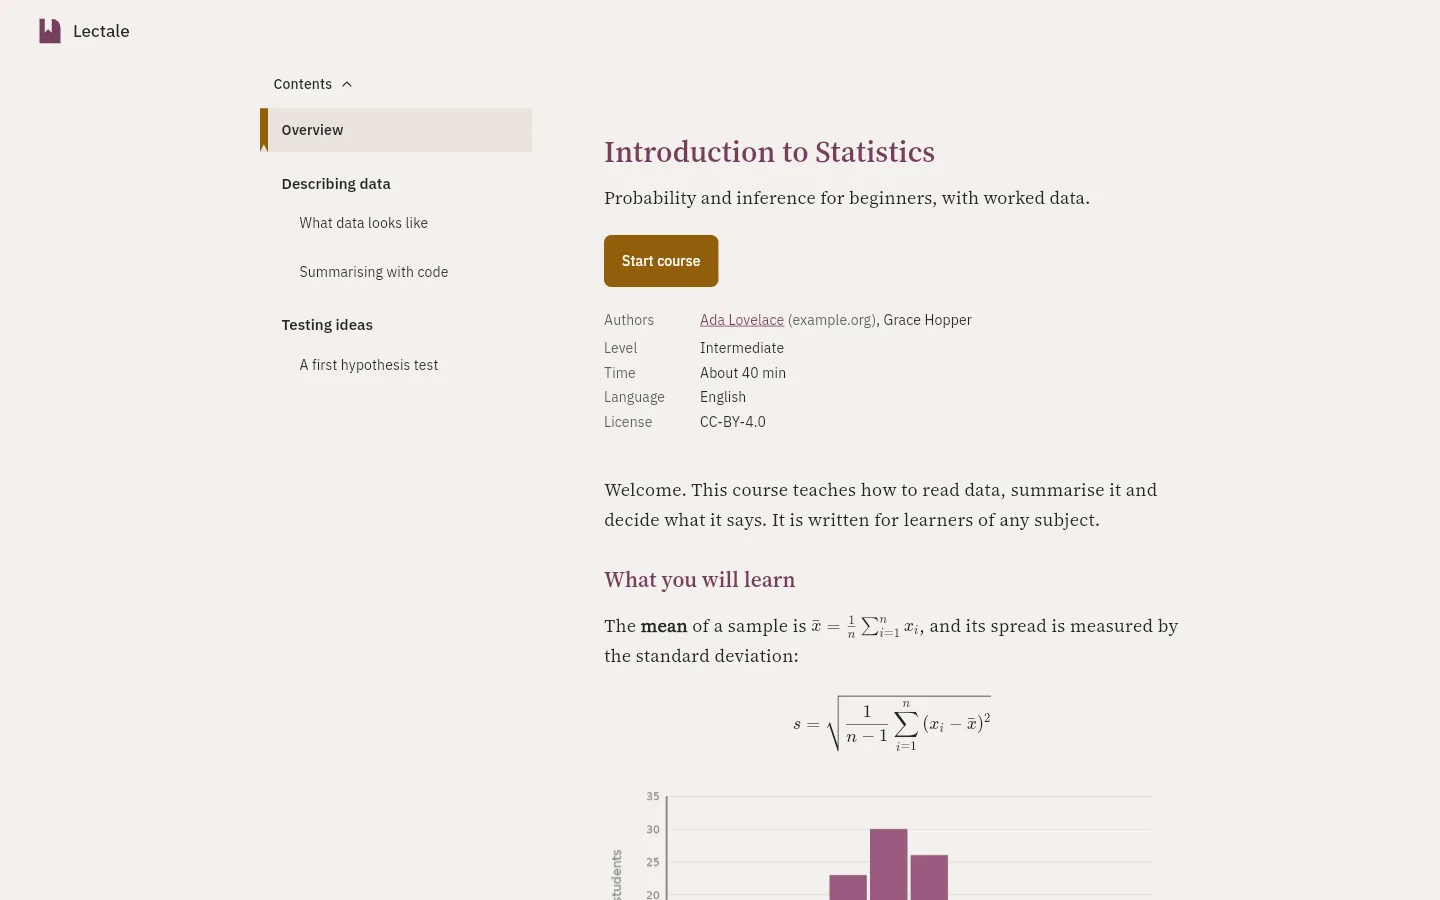 Lectale
Contents
Overview
Describing data
What data looks like
Summarising with code
Testing ideas
A first hypothesis test
Introduction to Statistics
Probability and inference for beginners, with worked data.
Start course
Authors Ada Lovelace (example.org), Grace Hopper
Level Intermediate
Time About 40 min
Language English
License CC-BY-4.0
Welcome. This course teaches how to read data, summarise it and
decide what it says. It is written for learners of any subject.
What you will learn
The mean of a sample is x̄ = 1/n ∑ⁿᵢ₌₁ xᵢ, and its spread is measured by
the standard deviation:
s = √(1/(n − 1) ∑ⁿᵢ₌₁ (xᵢ − x̄)²)
35
30
25
20
students